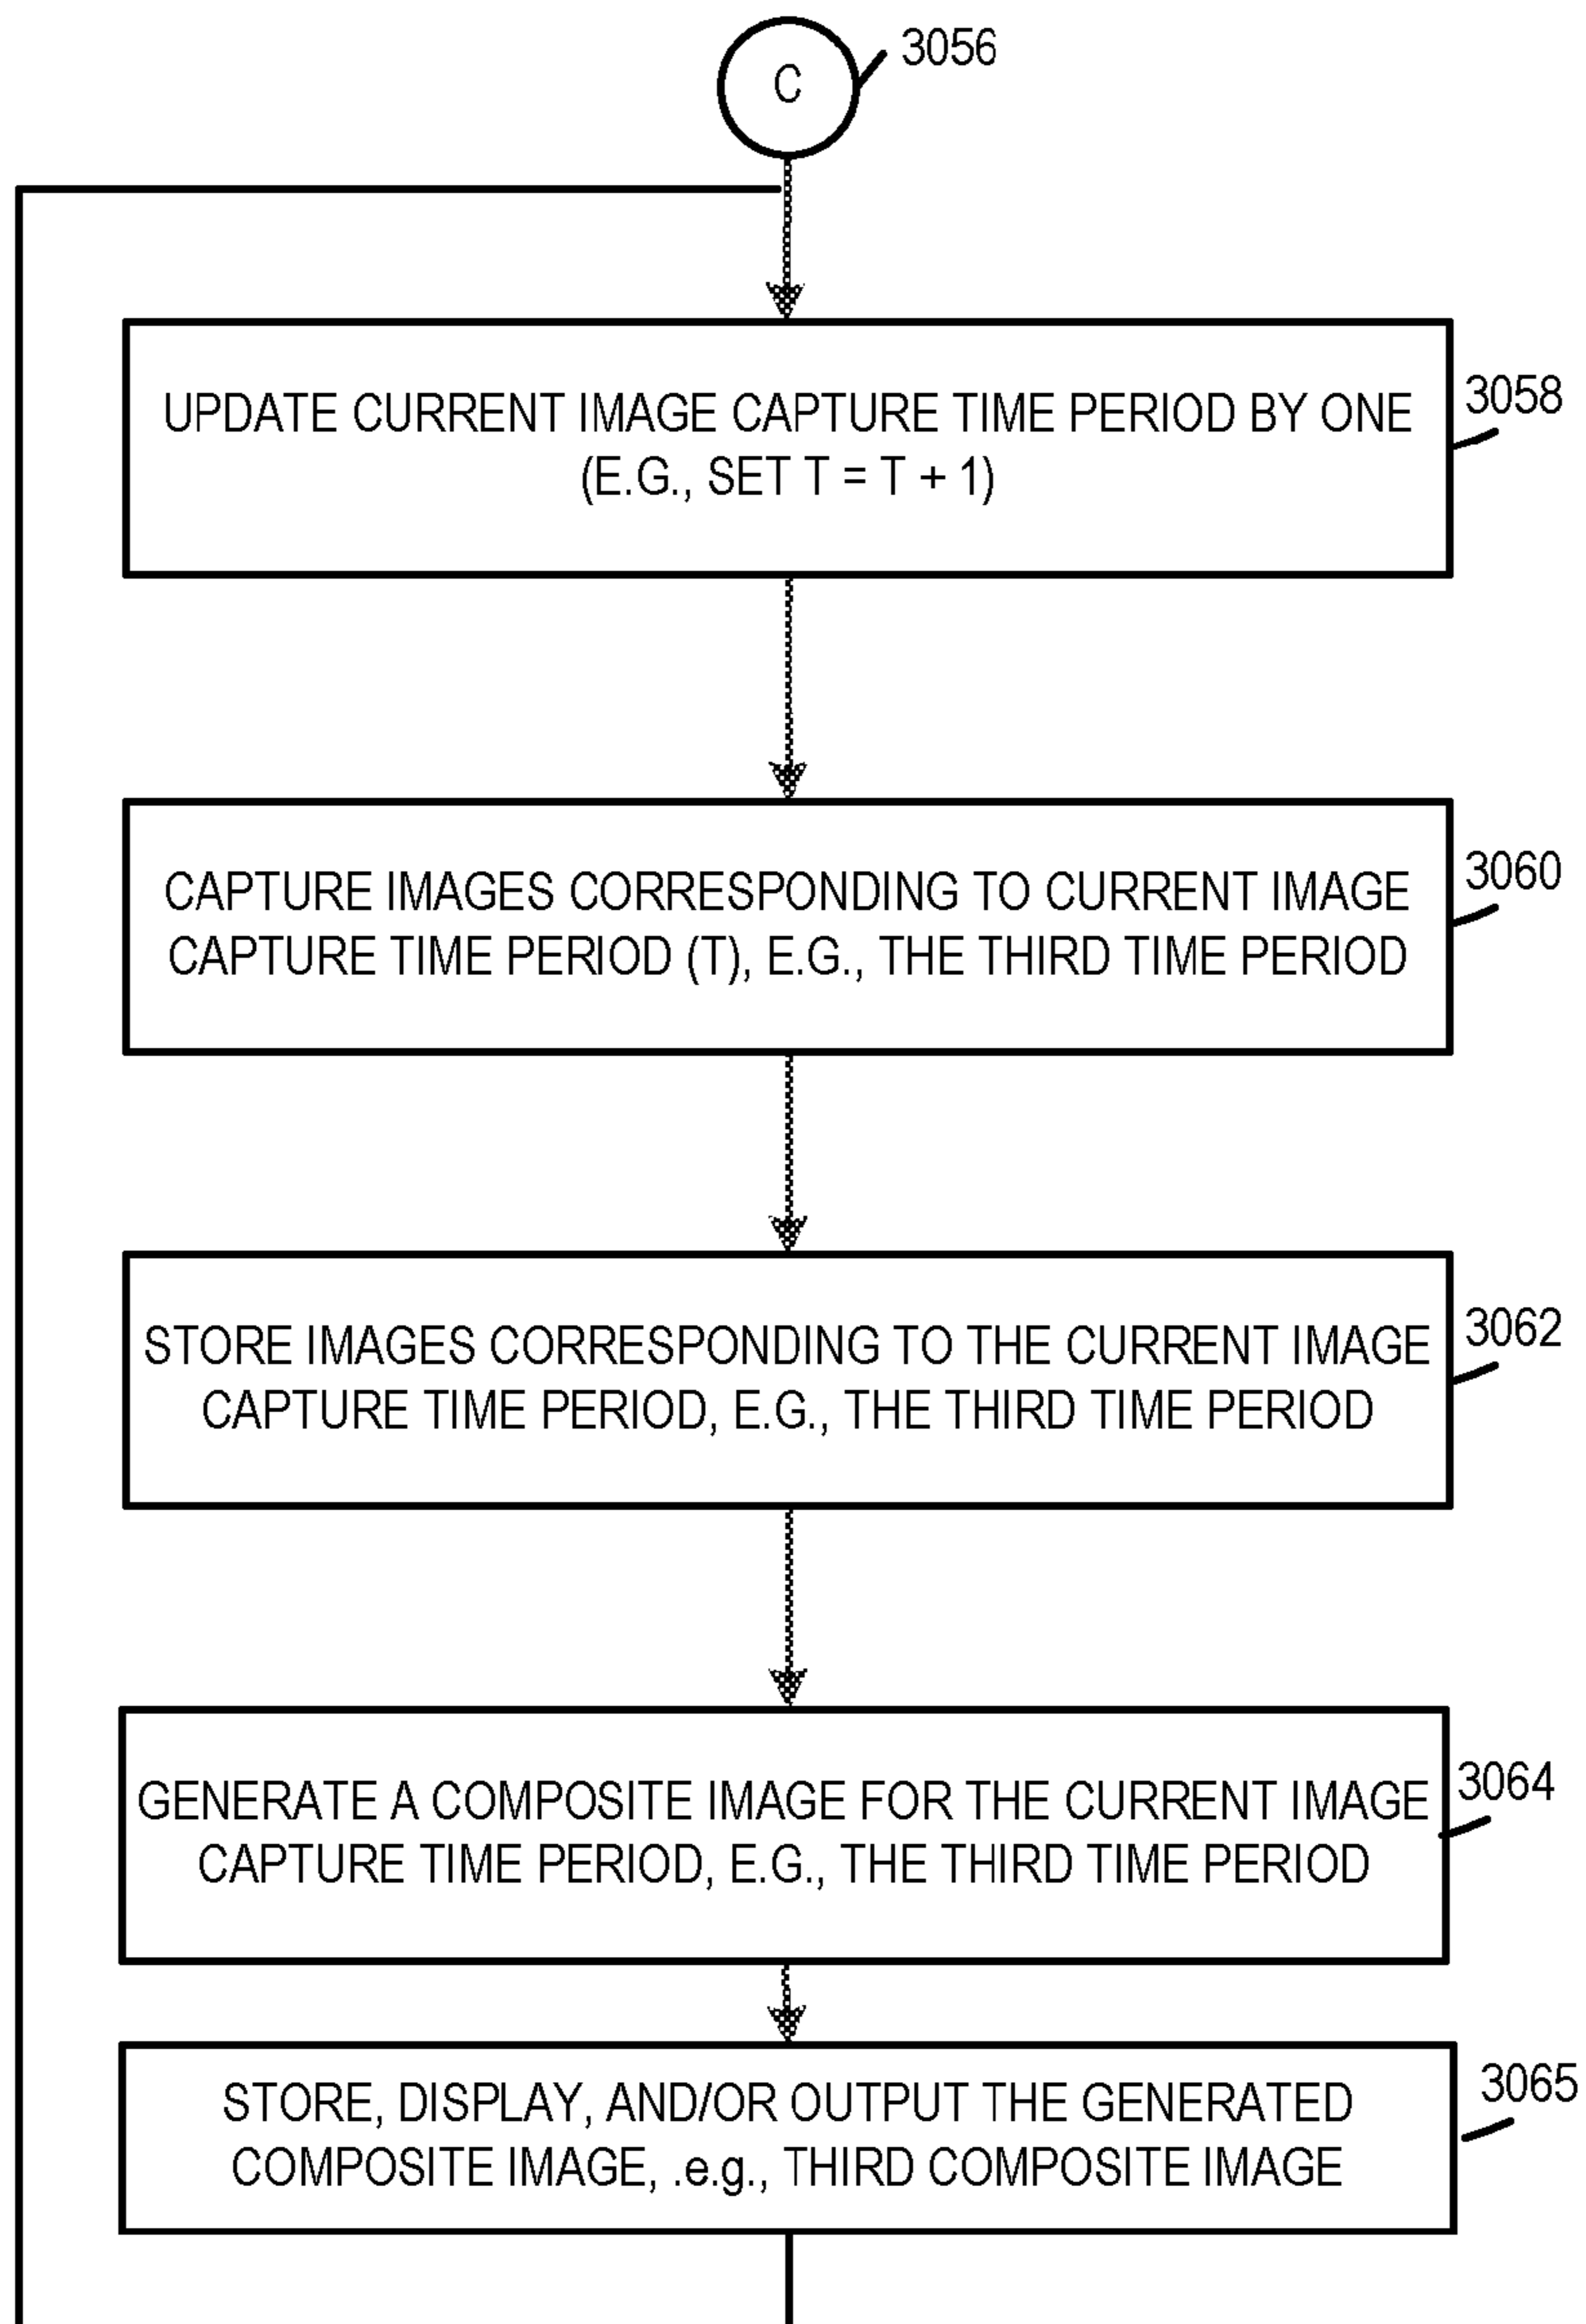 C
3056
UPDATE CURRENT IMAGE CAPTURE TIME PERIOD BY ONE
(E.G., SET T = T + 1)
3058
CAPTURE IMAGES CORRESPONDING TO CURRENT IMAGE
CAPTURE TIME PERIOD (T), E.G., THE THIRD TIME PERIOD
3060
STORE IMAGES CORRESPONDING TO THE CURRENT IMAGE
CAPTURE TIME PERIOD, E.G., THE THIRD TIME PERIOD
3062
GENERATE A COMPOSITE IMAGE FOR THE CURRENT IMAGE
CAPTURE TIME PERIOD, E.G., THE THIRD TIME PERIOD
3064
STORE, DISPLAY, AND/OR OUTPUT THE GENERATED
COMPOSITE IMAGE, .e.g., THIRD COMPOSITE IMAGE
3065